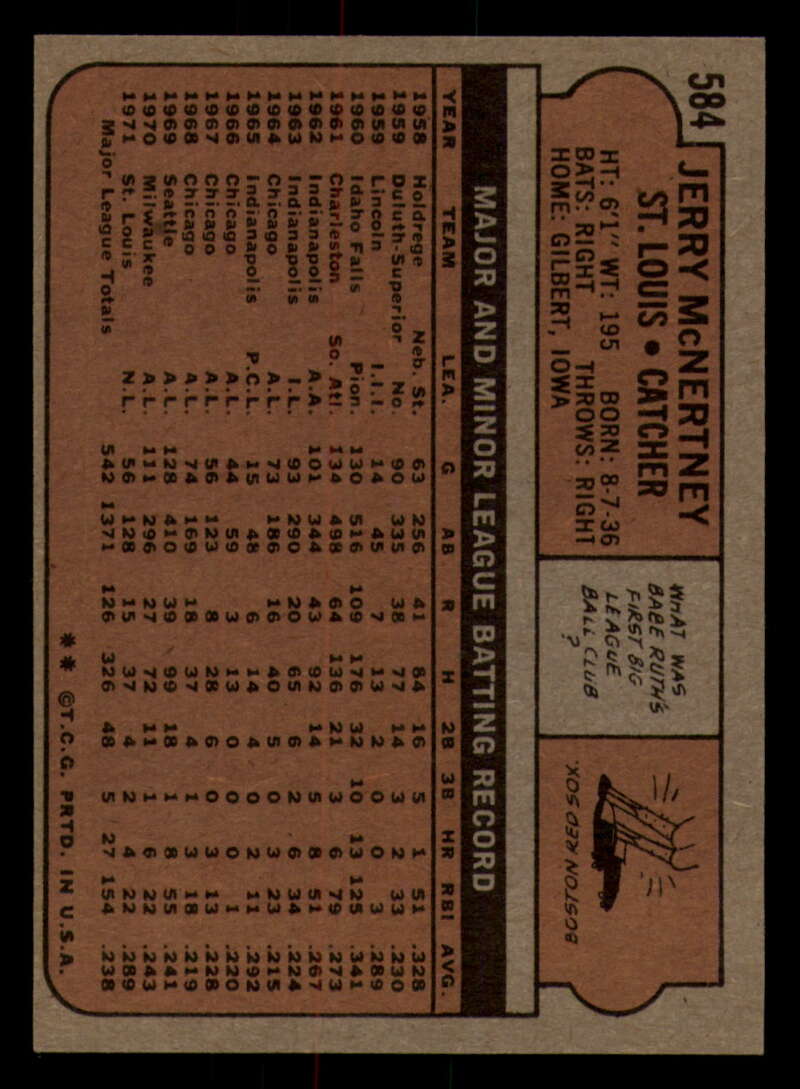 584
JERRY McNERTNEY
ST. LOUIS • CATCHER
HT: 6'1" WT: 195 BORN: 8-7-36
BATS: RIGHT THROWS: RIGHT
HOME: GILBERT, IOWA
WHAT WAS
BABE RUTH'S
FIRST BIG
LEAGUE
BALL CLUB
?
BOSTON RED SOX.
MAJOR AND MINOR LEAGUE BATTING RECORD
YEAR TEAM LEA. G AB R H 2B 3B HR RBI AVG.
1958 Holdrege Neb. St. 63 256 41 84 16 5 1 51 .328
1959 Duluth-Superior No. 90 335 38 77 14 3 2 33 .230
1959 Lincoln I.I.I. 14 45 7 13 2 0 0 3 .289
1960 Idaho Falls Pion. 130 516 109 176 32 10 13 125 .341
1961 Charleston So. Atl. 134 498 64 136 21 3 6 79 .273
1962 Indianapolis A.A. 101 344 43 92 14 5 8 51 .267
1963 Indianapolis I.L. 93 290 20 65 6 2 6 34 .224
1964 Chicago A.L. 73 186 16 40 5 0 3 23 .215
1965 Indianapolis P.C.L. 15 48 6 14 4 0 2 11 .292
1966 Chicago A.L. 44 59 3 13 0 0 0 1 .220
1967 Chicago A.L. 56 123 8 28 6 0 3 13 .228
1968 Chicago A.L. 74 169 18 37 4 1 3 18 .219
1969 Seattle A.L. 128 410 39 99 18 1 8 55 .241
1970 Milwaukee A.L. 111 296 27 72 11 1 6 22 .243
1971 St. Louis N.L. 56 128 15 37 4 2 4 22 .289
Major League Totals 542 1371 126 326 48 5 27 154 .238
** ©T.C.G. PRTD. IN U.S.A.